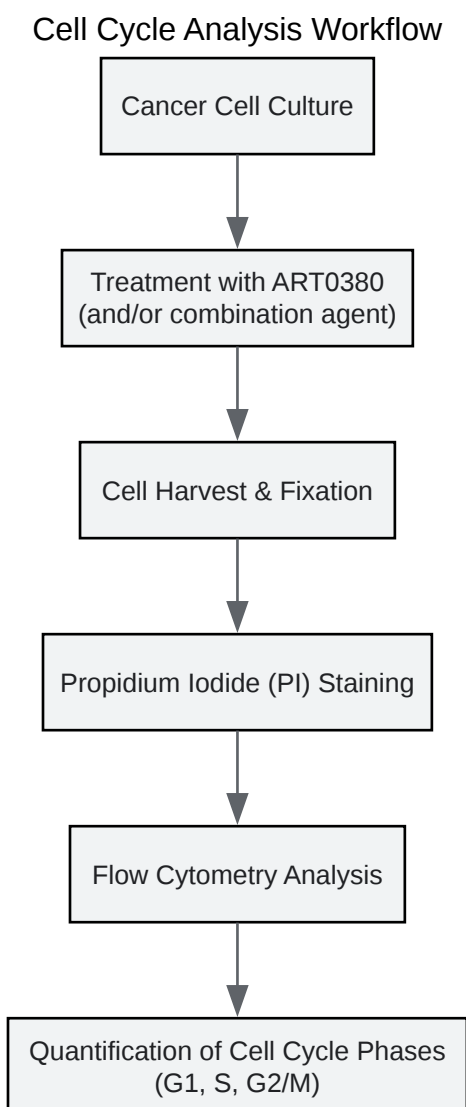 Cell Cycle Analysis Workflow
Cancer Cell Culture
Treatment with ART0380
(and/or combination agent)
Cell Harvest & Fixation
Propidium Iodide (PI) Staining
Flow Cytometry Analysis
Quantification of Cell Cycle Phases
(G1, S, G2/M)